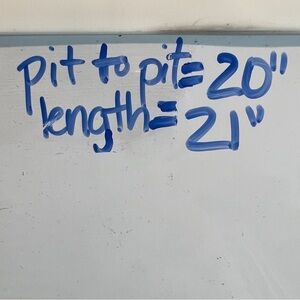 pit to pit= 20"
length= 21"